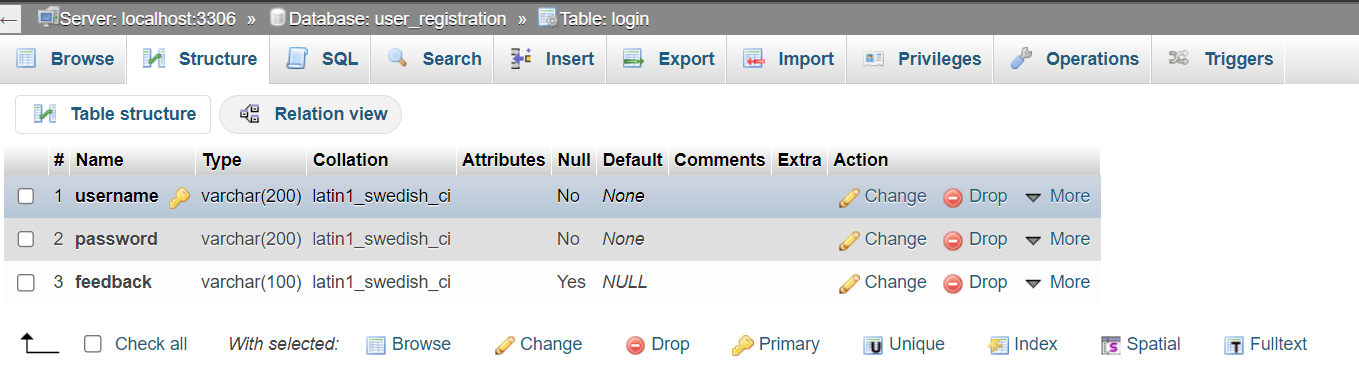 Server: localhost:3306 » Database: user_registration » Table: login
Browse Structure SQL Search Insert Export Import Privileges Operations Triggers
Table structure Relation view
# Name Type Collation Attributes Null Default Comments Extra Action
1 username varchar(200) latin1_swedish_ci No None Change Drop More
2 password varchar(200) latin1_swedish_ci No None Change Drop More
3 feedback varchar(100) latin1_swedish_ci Yes NULL Change Drop More
Check all With selected: Browse Change Drop Primary Unique Index Spatial Fulltext